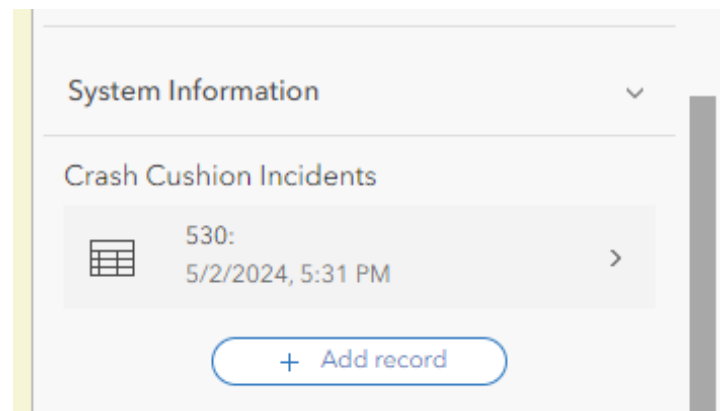 System Information
Crash Cushion Incidents
530:
5/2/2024, 5:31 PM
+ Add record